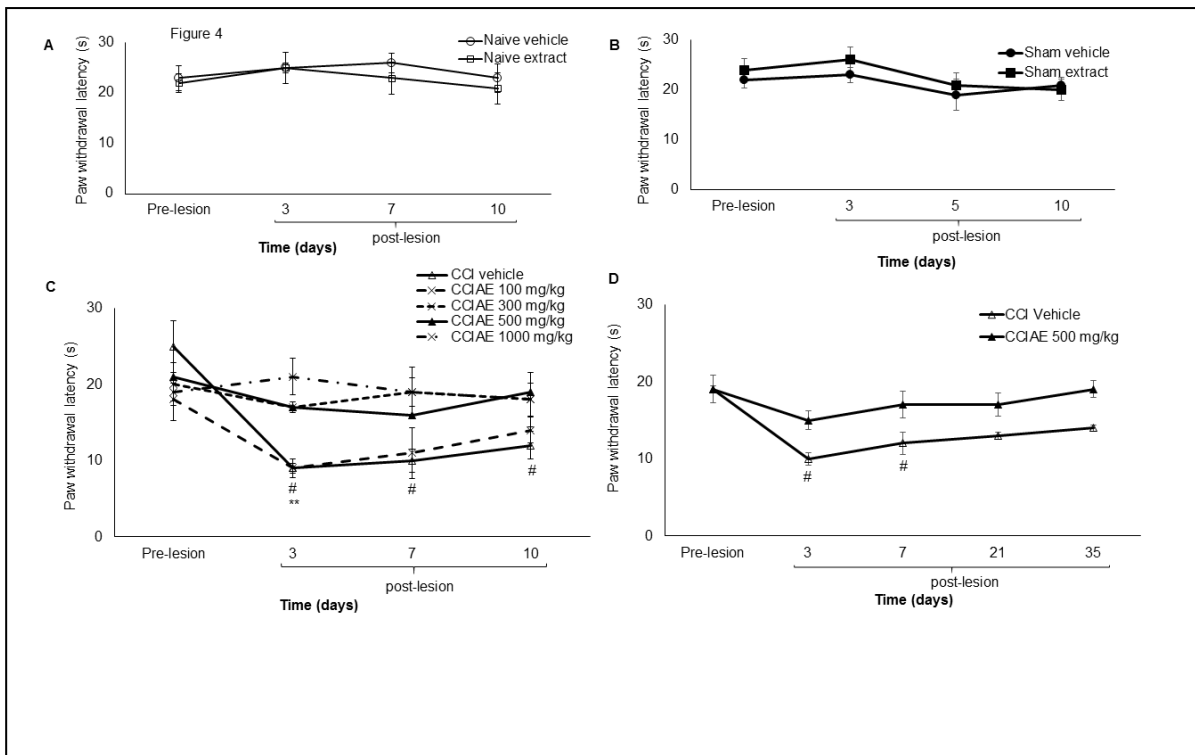 Figure 4
A
Paw withdrawal latency (s)
30
20
10
0
Naive vehicle
Naive extract
Pre-lesion 3 7 10
post-lesion
Time (days)
B
Paw withdrawal latency (s)
30
20
10
0
Sham vehicle
Sham extract
Pre-lesion 3 5 10
post-lesion
Time (days)
C
Paw withdrawal latency (s)
30
20
10
0
CCI vehicle
CCIAE 100 mg/kg
CCIAE 300 mg/kg
CCIAE 500 mg/kg
CCIAE 1000 mg/kg
# # #
**
Pre-lesion 3 7 10
post-lesion
Time (days)
D
Paw withdrawal latency (s)
30
20
10
0
CCI Vehicle
CCIAE 500 mg/kg
# #
Pre-lesion 3 7 21 35
post-lesion
Time (days)